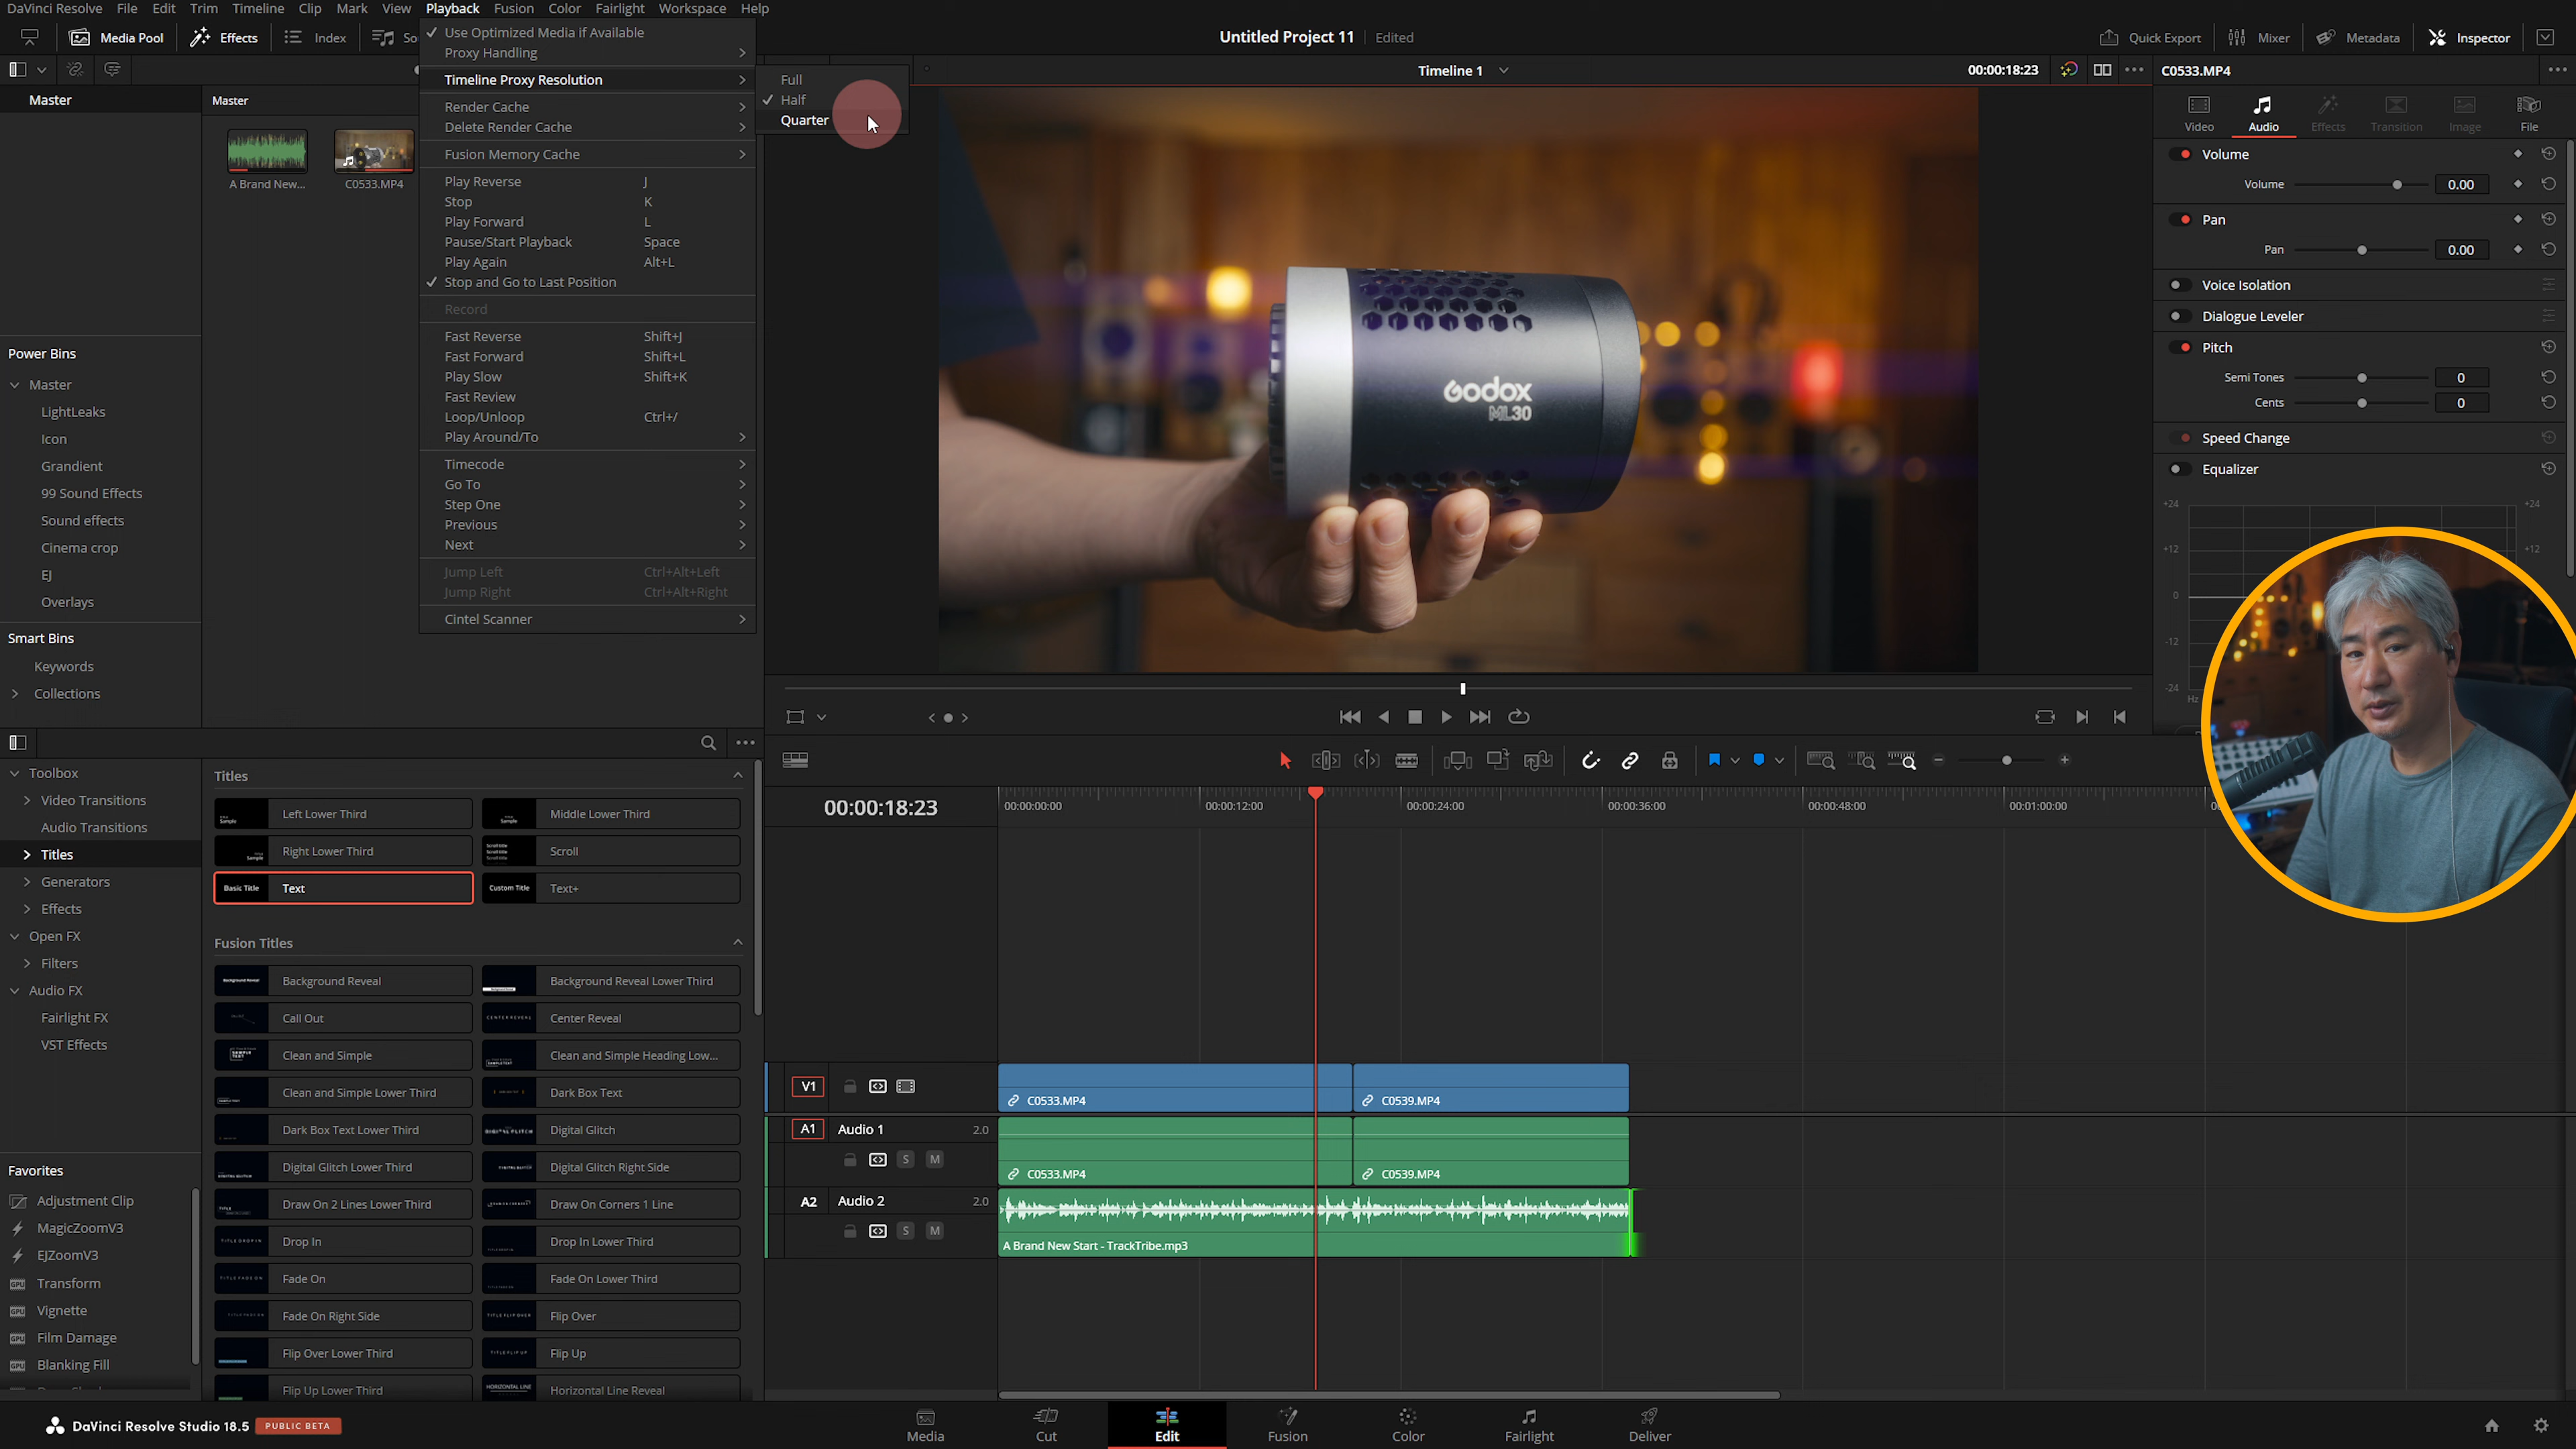 DaVinci Resolve File Edit Trim Timeline Clip Mark View Playback Fusion Color Fairlight Workspace Help
Media Pool Effects Index So
Untitled Project 11 Edited
Quick Export Mixer Metadata Inspector
Timeline 1 00:00:18:23
C0533.MP4
Master
Master
A Brand New...
C0533.MP4
Power Bins
Master
LightLeaks
Icon
Grandient
99 Sound Effects
Sound effects
Cinema crop
EJ
Overlays
Smart Bins
Keywords
Collections
Use Optimized Media if Available
Proxy Handling
Timeline Proxy Resolution
Render Cache
Delete Render Cache
Fusion Memory Cache
Play Reverse J
Stop K
Play Forward L
Pause/Start Playback Space
Play Again Alt+L
Stop and Go to Last Position
Record
Fast Reverse Shift+J
Fast Forward Shift+L
Play Slow Shift+K
Fast Review
Loop/Unloop Ctrl+/
Play Around/To
Timecode
Go To
Step One
Previous
Next
Jump Left Ctrl+Alt+Left
Jump Right Ctrl+Alt+Right
Cintel Scanner
Full
Half
Quarter
Godox
ML30
Video Audio Effects Transition Image File
Volume
Volume 0.00
Pan
Pan 0.00
Voice Isolation
Dialogue Leveler
Pitch
Semi Tones 0
Cents 0
Speed Change
Equalizer
+24 +24
+12 +12
0
-12
-24
Hz
Toolbox
Video Transitions
Audio Transitions
Titles
Generators
Effects
Open FX
Filters
Audio FX
Fairlight FX
VST Effects
Favorites
Adjustment Clip
MagicZoomV3
EJZoomV3
Transform
Vignette
Film Damage
Blanking Fill
Titles
Left Lower Third
Middle Lower Third
Right Lower Third
Scroll
Basic Title Text
Custom Title Text+
Fusion Titles
Background Reveal
Background Reveal Lower Third
Call Out
Center Reveal
Clean and Simple
Clean and Simple Heading Low...
Clean and Simple Lower Third
Dark Box Text
Dark Box Text Lower Third
Digital Glitch
Digital Glitch Lower Third
Digital Glitch Right Side
Draw On 2 Lines Lower Third
Draw On Corners 1 Line
Drop In
Drop In Lower Third
Fade On
Fade On Lower Third
Fade On Right Side
Flip Over
Flip Over Lower Third
Flip Up
Flip Up Lower Third
Horizontal Line Reveal
00:00:18:23
00:00:00:00 00:00:12:00 00:00:24:00 00:00:36:00 00:00:48:00 00:01:00:00
V1
C0533.MP4 C0539.MP4
A1 Audio 1 2.0
S M
C0533.MP4 C0539.MP4
A2 Audio 2 2.0
S M
A Brand New Start - TrackTribe.mp3
DaVinci Resolve Studio 18.5 PUBLIC BETA
Media Cut Edit Fusion Color Fairlight Deliver